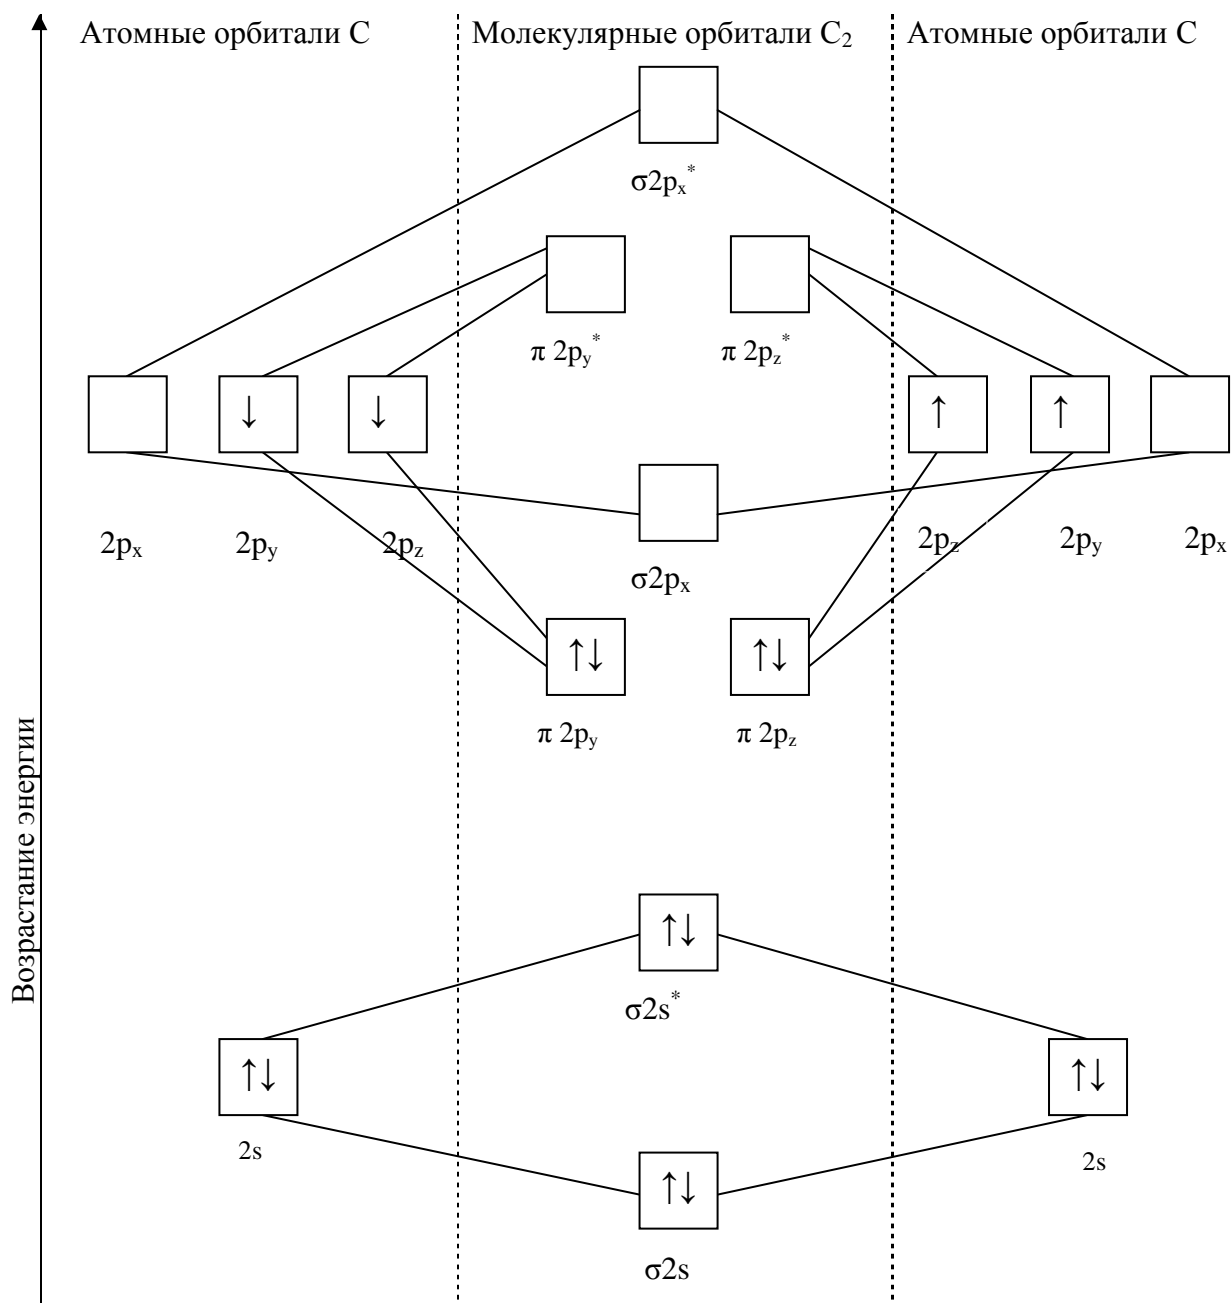 Атомные орбитали С
Молекулярные орбитали С₂
Атомные орбитали С
σ2pₓ*
π 2pᵧ*
π 2p_z*
↓
↓
↑
↑
2pₓ
2pᵧ
2p_z
2p_z
2pᵧ
2pₓ
σ2pₓ
↑↓
↑↓
π 2pᵧ
π 2p_z
Возрастание энергии
↑↓
σ2s*
↑↓
↑↓
2s
2s
↑↓
σ2s